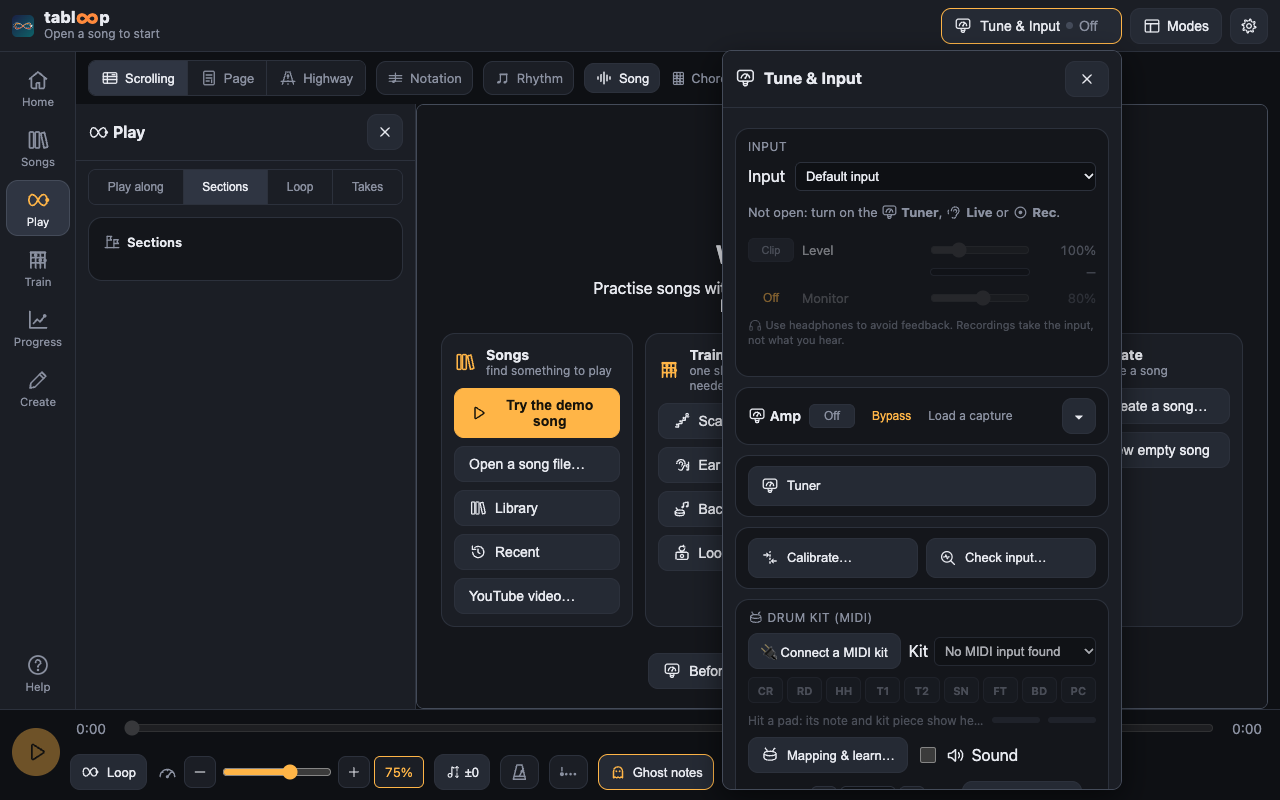 tabloop
Open a song to start
Tune & Input Off
Modes
Home
Songs
Play
Train
Progress
Create
Help
Scrolling
Page
Highway
Notation
Rhythm
Song
Chor
Play
Play along
Sections
Loop
Takes
Sections
Practise songs wit
Songs
find something to play
Try the demo
song
Open a song file…
Library
Recent
YouTube video…
Train
one sk
neede
Sca
Ear
Bac
Loo
ate
e a song
eate a song…
w empty song
Befor
Tune & Input
INPUT
Input
Default input
Not open: turn on the Tuner, Live or Rec.
Clip
Level
100%
–
Off
Monitor
80%
Use headphones to avoid feedback. Recordings take the input,
not what you hear.
Amp
Off
Bypass
Load a capture
Tuner
Calibrate…
Check input…
DRUM KIT (MIDI)
Connect a MIDI kit
Kit
No MIDI input found
CR
RD
HH
T1
T2
SN
FT
BD
PC
Hit a pad: its note and kit piece show he…
Mapping & learn…
Sound
0:00
0:00
Loop
75%
±0
Ghost notes